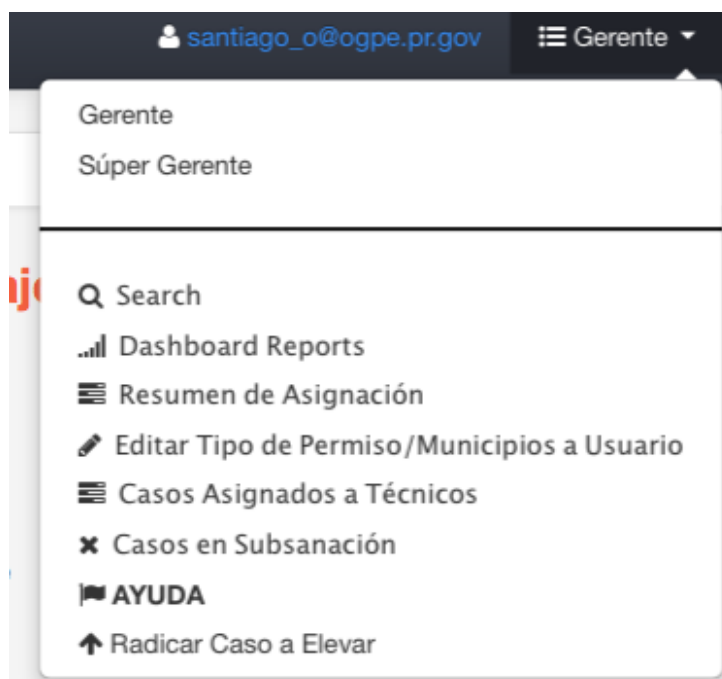 santiago_o@ogpe.pr.gov Gerente
Gerente
Súper Gerente
Search
Dashboard Reports
Resumen de Asignación
Editar Tipo de Permiso/Municipios a Usuario
Casos Asignados a Técnicos
Casos en Subsanación
AYUDA
Radicar Caso a Elevar